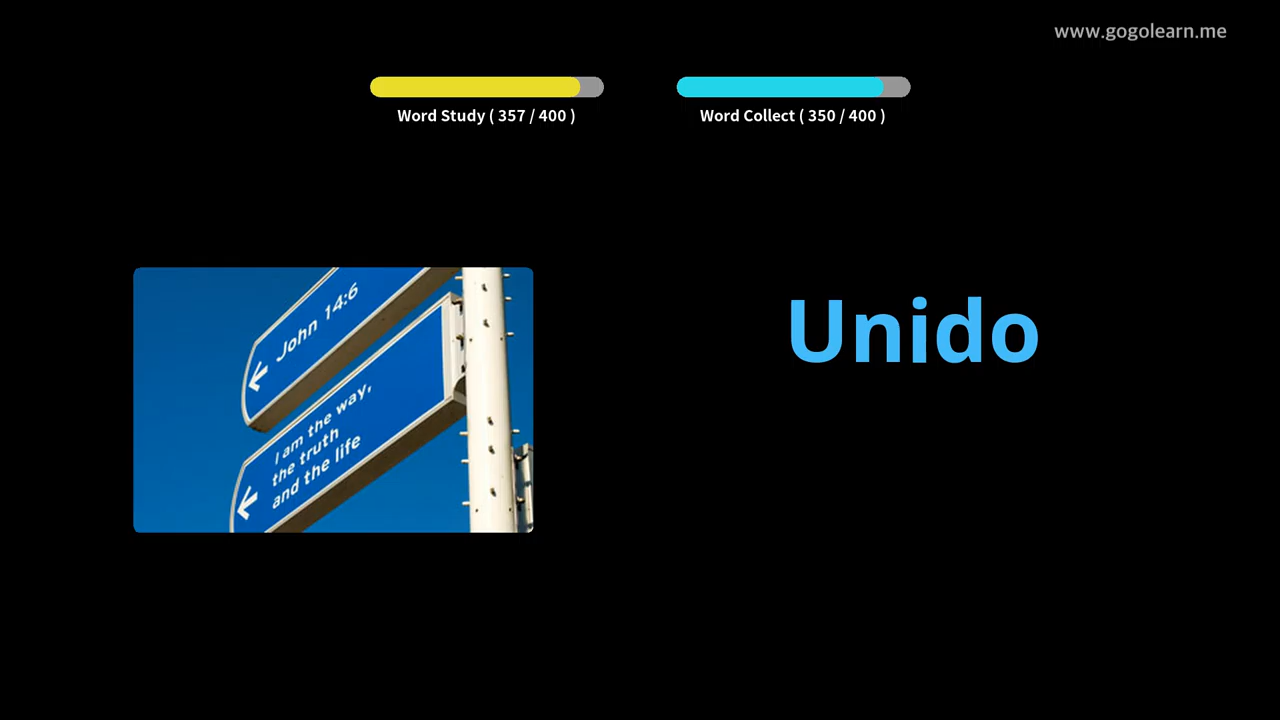 www.gogolearn.me
Word Study ( 357 / 400 )
Word Collect ( 350 / 400 )
John 14:6
I am the way,
the truth
and the life
Unido